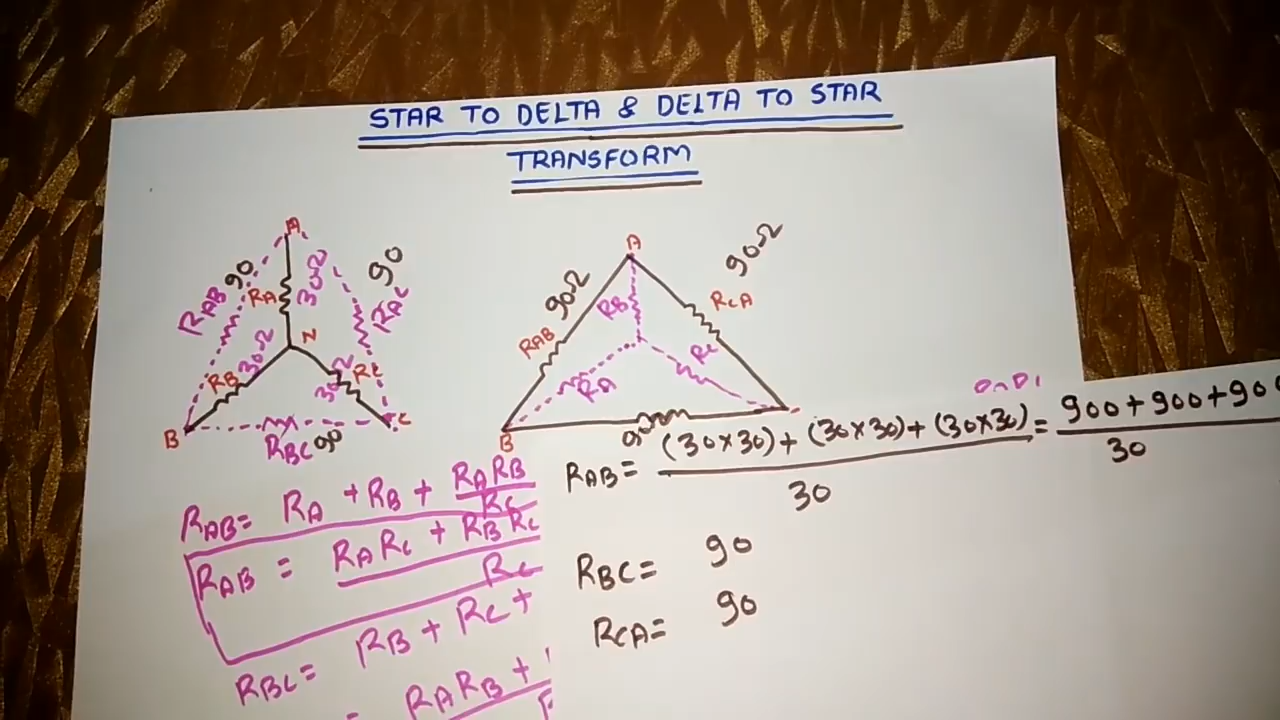 STAR TO DELTA & DELTA TO STAR
TRANSFORM
A
RAB 90
RA 30Ω
90
RAC
N
RB 30Ω
30Ω RC
B
RBC 90
C
A
90Ω
90Ω
RAB
RB
RCA
RA
RC
B
90
RAB = RA + RB + RARB / RC
RAB = RARC + RBRC / RC
RBC = RB + RC +
= RARB +
RAB = (30×30) + (30×30) + (30×30) / 30 = 900 + 900 + 900 / 30
RBC = 90
RCA = 90